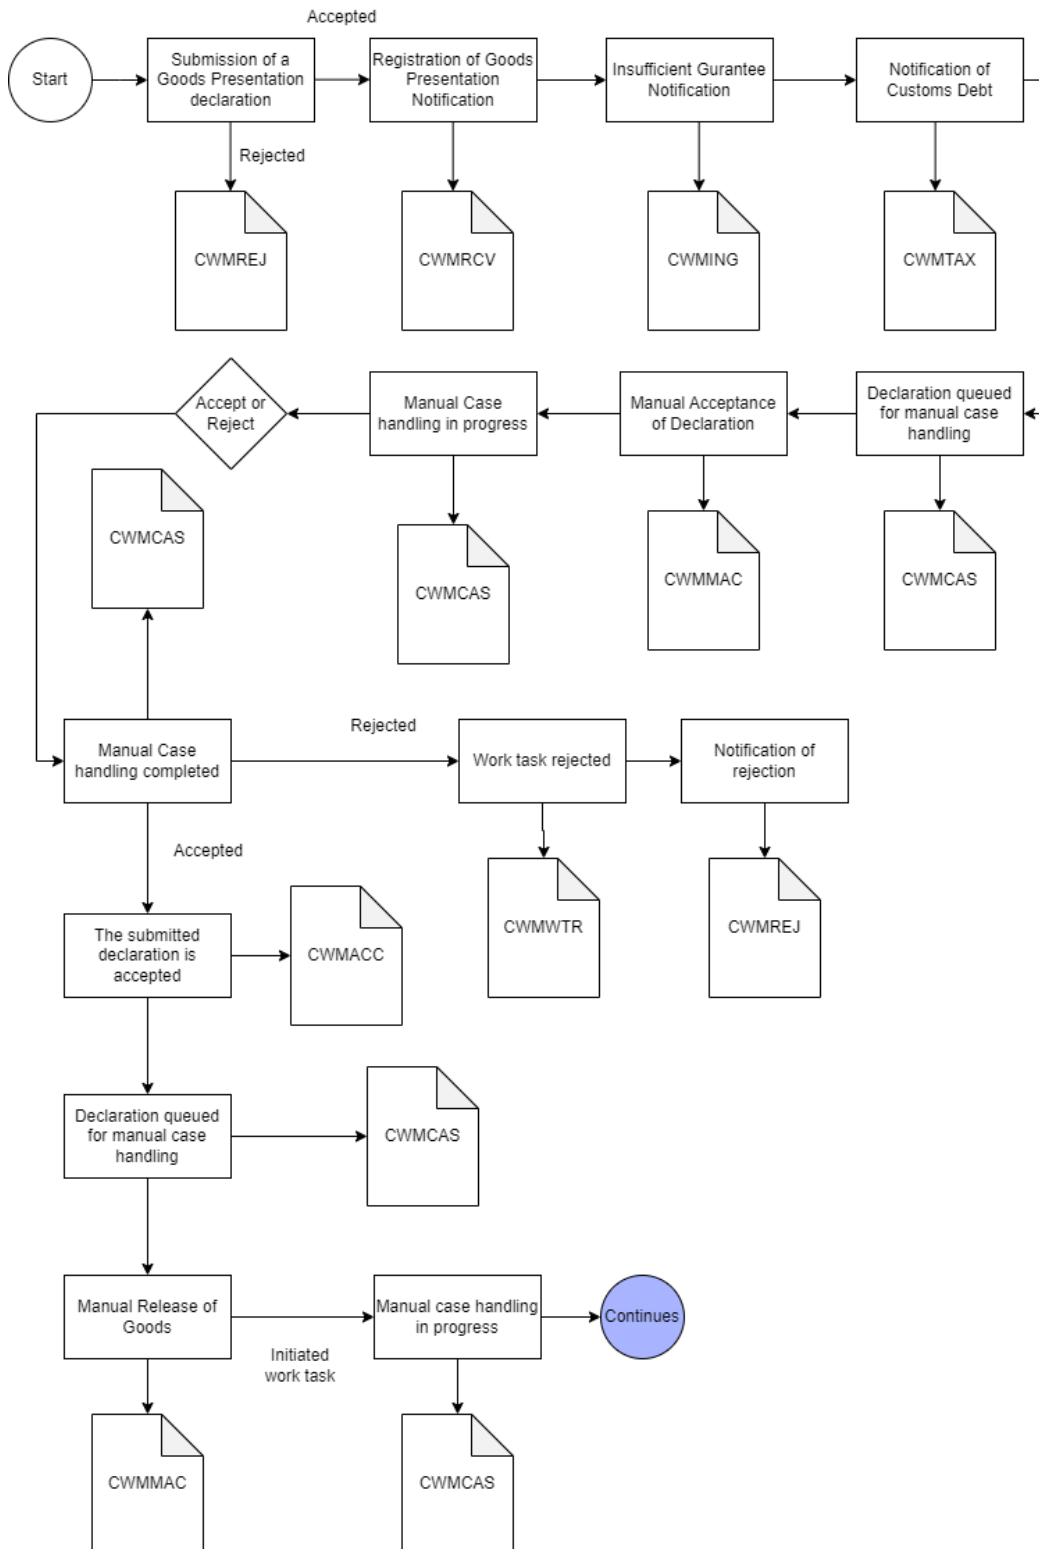 Accepted
Start
Submission of a
Goods Presentation
declaration
Registration of Goods
Presentation
Notification
Insufficient Gurantee
Notification
Notification of
Customs Debt
Rejected
CWMREJ
CWMRCV
CWMING
CWMTAX
Accept or
Reject
Manual Case
handling in progress
Manual Acceptance
of Declaration
Declaration queued
for manual case
handling
CWMCAS
CWMCAS
CWMMAC
CWMCAS
Rejected
Manual Case
handling completed
Work task rejected
Notification of
rejection
Accepted
CWMWTR
CWMREJ
The submitted
declaration is
accepted
CWMACC
Declaration queued
for manual case
handling
CWMCAS
Manual Release of
Goods
Manual case handling
in progress
Continues
Initiated
work task
CWMMAC
CWMCAS